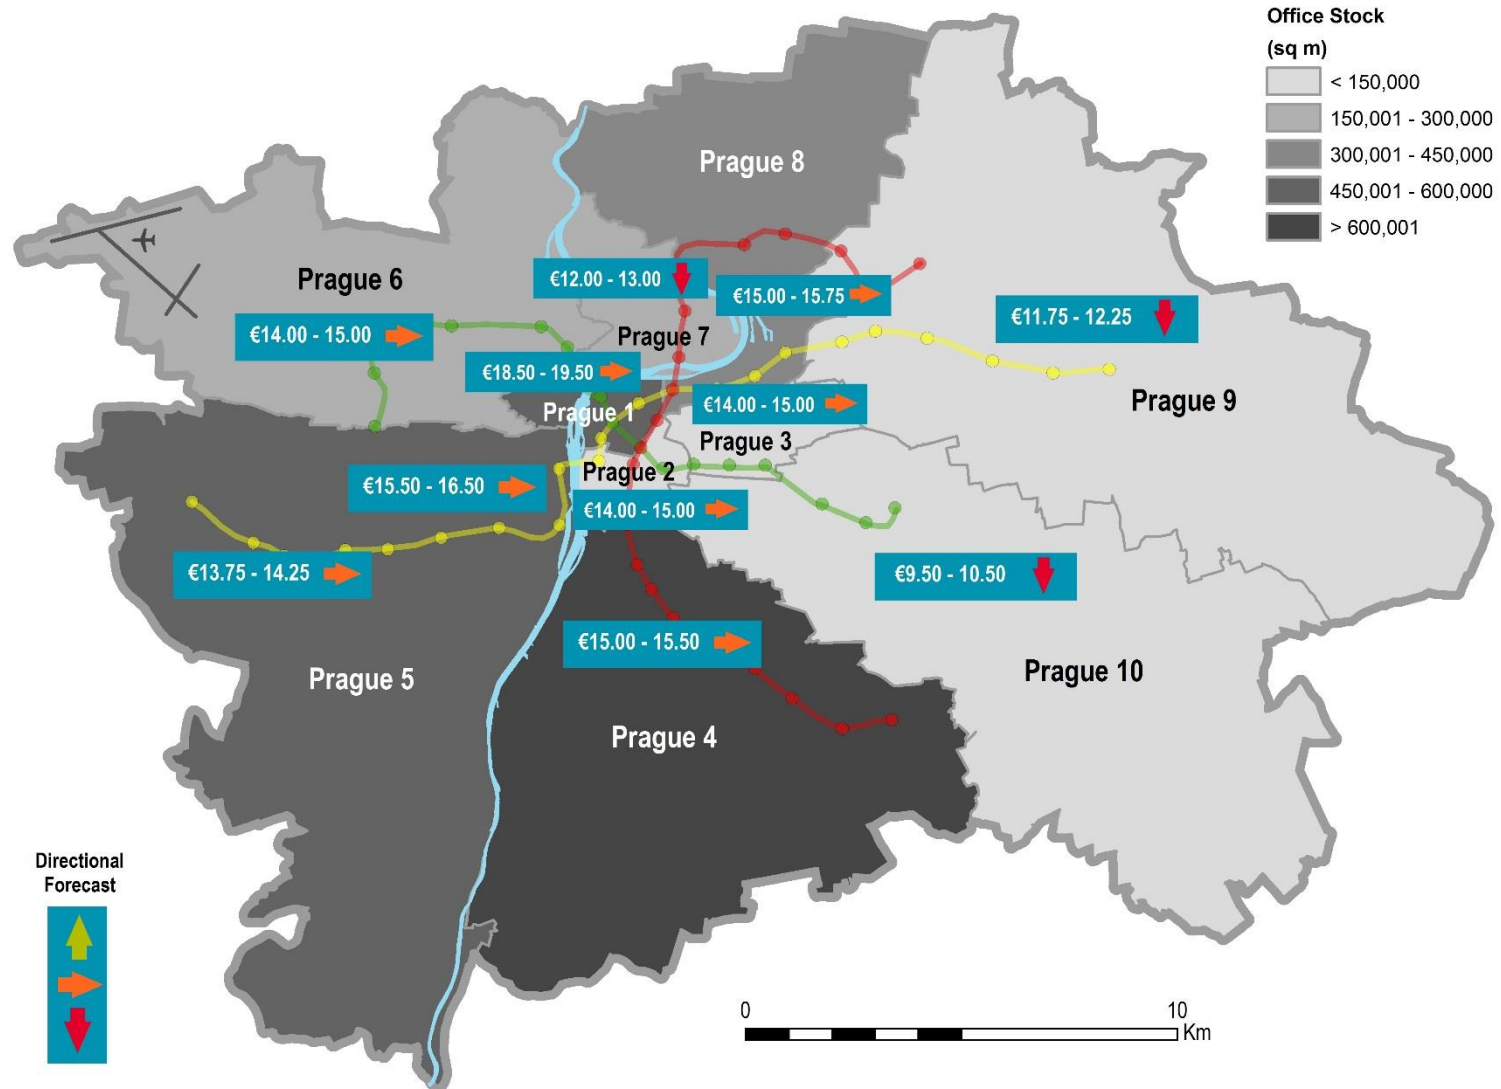 Office Stock
(sq m)
< 150,000
150,001 - 300,000
300,001 - 450,000
450,001 - 600,000
> 600,001
Prague 8
Prague 6
€12.00 - 13.00
€15.00 - 15.75
€11.75 - 12.25
€14.00 - 15.00
Prague 7
€18.50 - 19.50
Prague 1
€14.00 - 15.00
Prague 9
Prague 3
Prague 2
€15.50 - 16.50
€14.00 - 15.00
€13.75 - 14.25
€9.50 - 10.50
€15.00 - 15.50
Prague 5
Prague 10
Prague 4
Directional
Forecast
0 10
Km